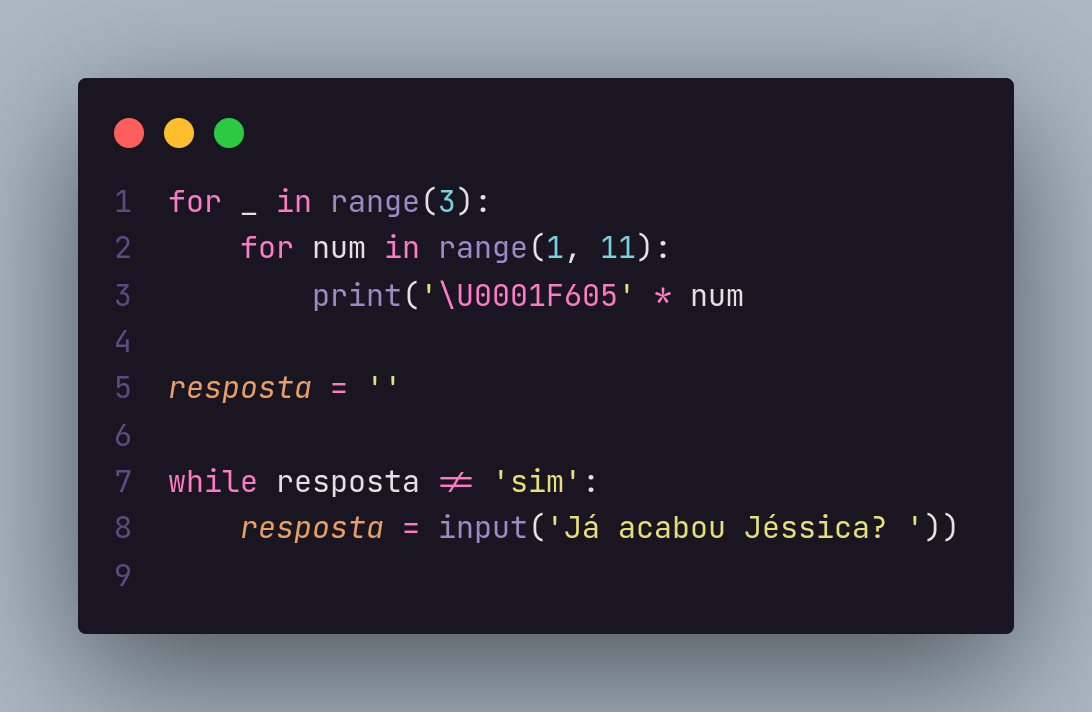 1 for _ in range(3):
2     for num in range(1, 11):
3         print('\U0001F605' * num
4
5 resposta = ''
6
7 while resposta != 'sim':
8     resposta = input('Já acabou Jéssica? '))
9